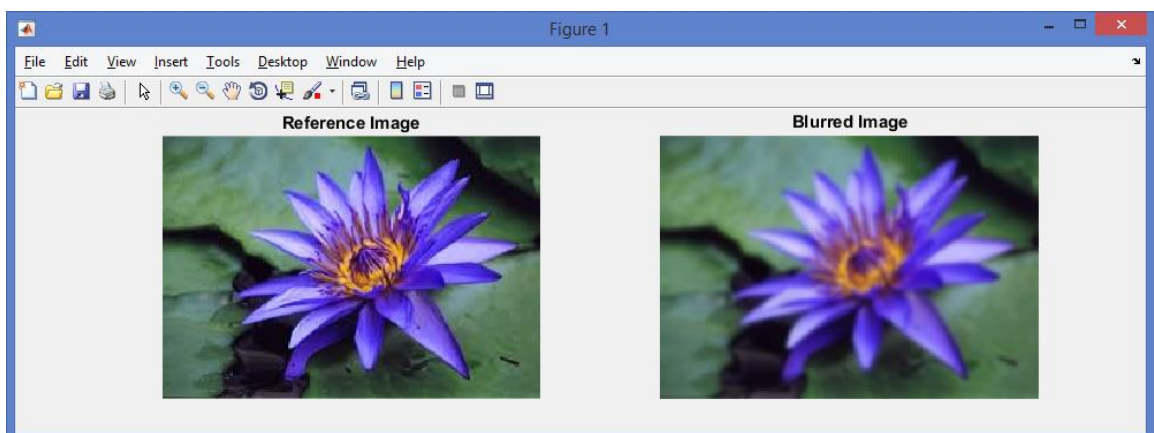 Figure 1
File Edit View Insert Tools Desktop Window Help
Reference Image
Blurred Image